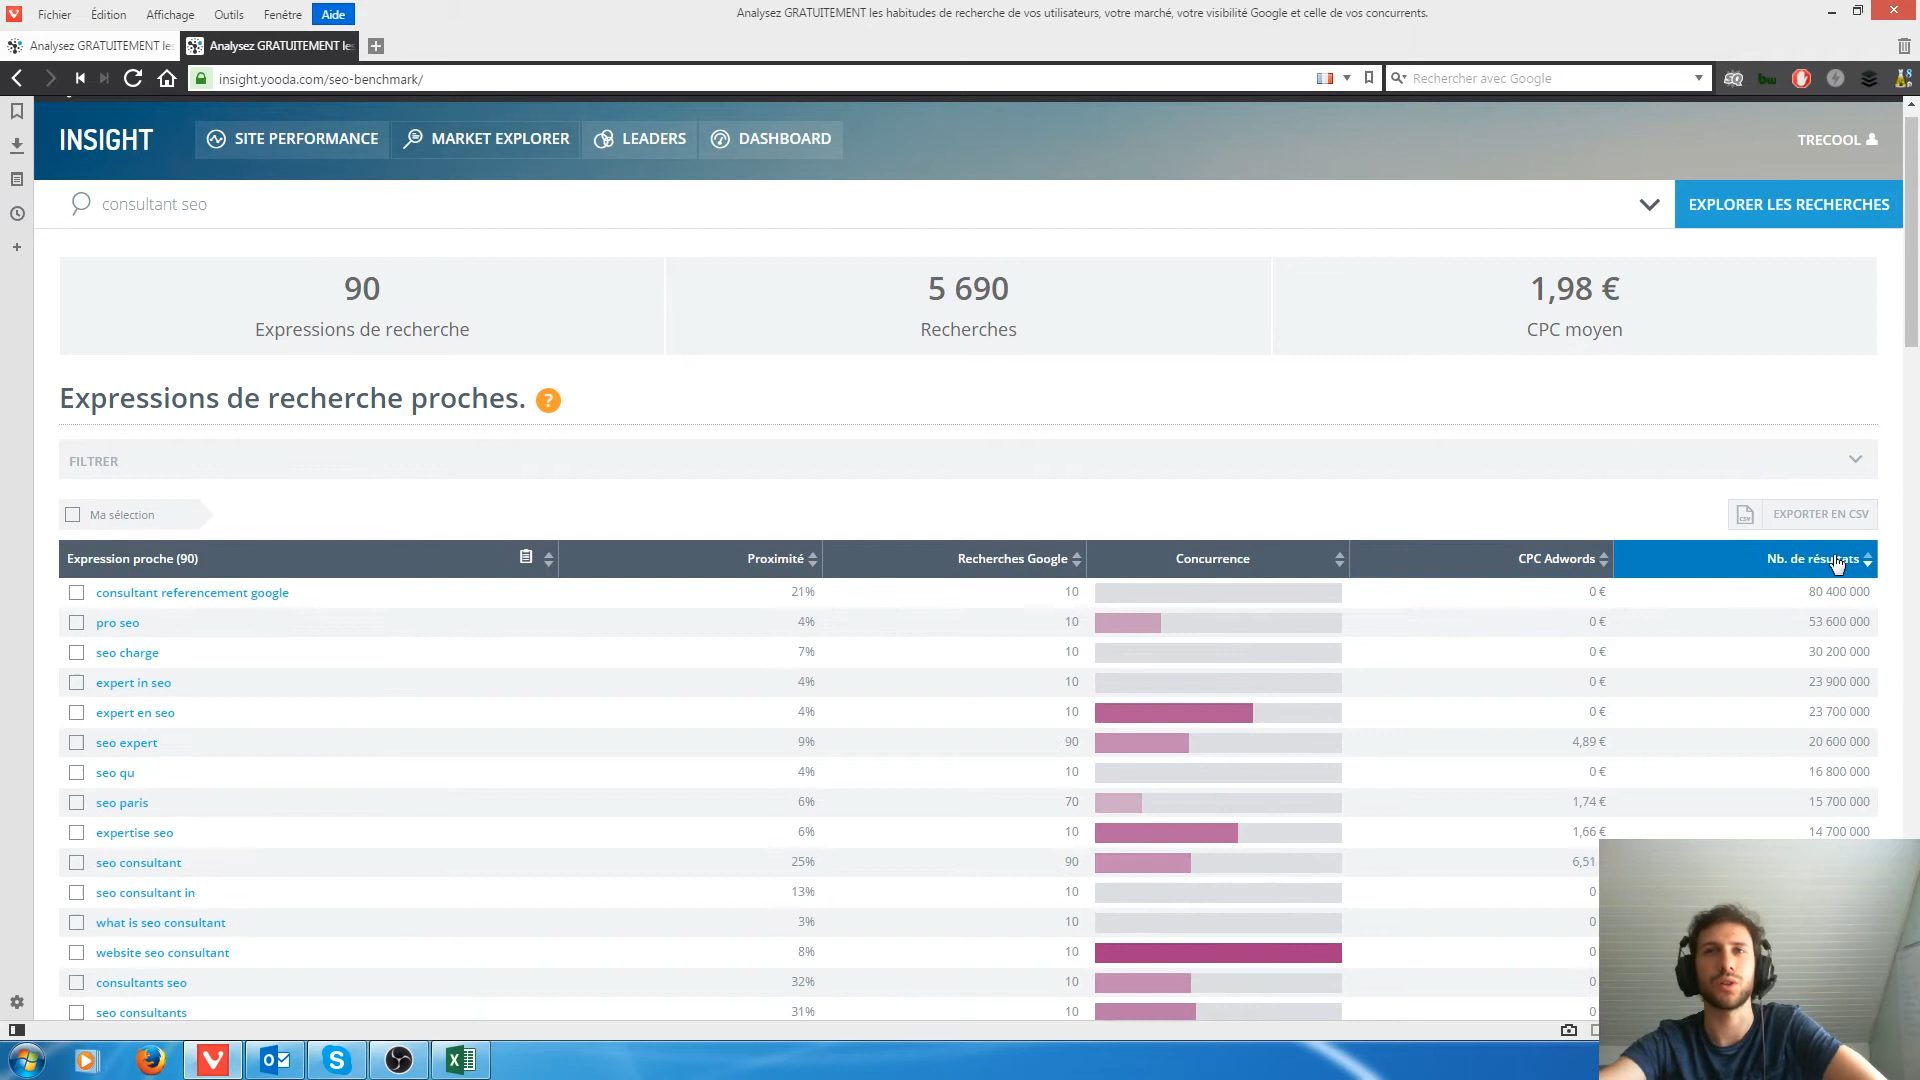 Fichier Édition Affichage Outils Fenêtre Aide
Analysez GRATUITEMENT les habitudes de recherche de vos utilisateurs, votre marché, votre visibilité Google et celle de vos concurrents.
Analysez GRATUITEMENT les Analysez GRATUITEMENT les
insight.yooda.com/seo-benchmark/ Rechercher avec Google
INSIGHT SITE PERFORMANCE MARKET EXPLORER LEADERS DASHBOARD TRECOOL
consultant seo EXPLORER LES RECHERCHES
90 5 690 1,98 €
Expressions de recherche Recherches CPC moyen
Expressions de recherche proches. ?
FILTRER
Ma sélection EXPORTER EN CSV
Expression proche (90) Proximité Recherches Google Concurrence CPC Adwords Nb. de résultats
consultant referencement google 21% 10 0 € 80 400 000
pro seo 4% 10 0 € 53 600 000
seo charge 7% 10 0 € 30 200 000
expert in seo 4% 10 0 € 23 900 000
expert en seo 4% 10 0 € 23 700 000
seo expert 9% 90 4,89 € 20 600 000
seo qu 4% 10 0 € 16 800 000
seo paris 6% 70 1,74 € 15 700 000
expertise seo 6% 10 1,66 € 14 700 000
seo consultant 25% 90 6,51
seo consultant in 13% 10 0
what is seo consultant 3% 10 0
website seo consultant 8% 10 0
consultants seo 32% 10 0
seo consultants 31% 10 0